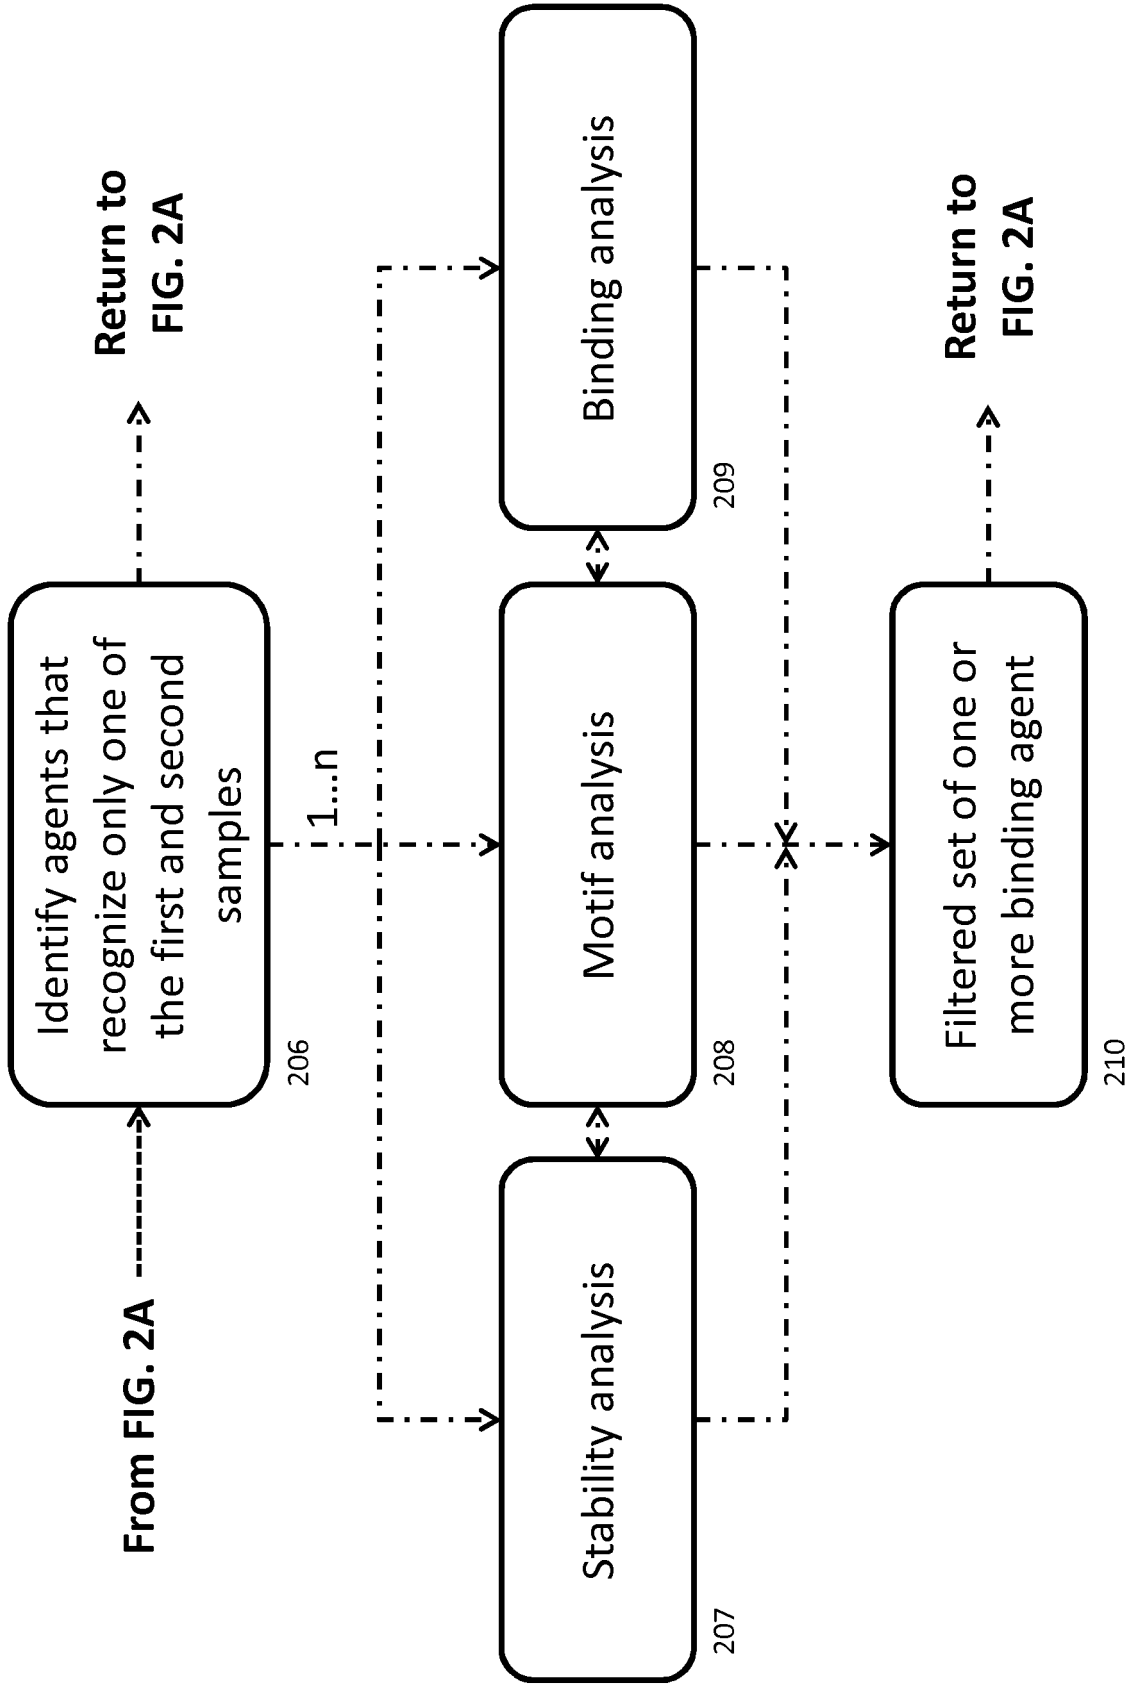 From FIG. 2A
Identify agents that
recognize only one of
the first and second
samples
206
Return to
FIG. 2A
1...n
Stability analysis
207
Motif analysis
208
Binding analysis
209
Filtered set of one or
more binding agent
210
Return to
FIG. 2A